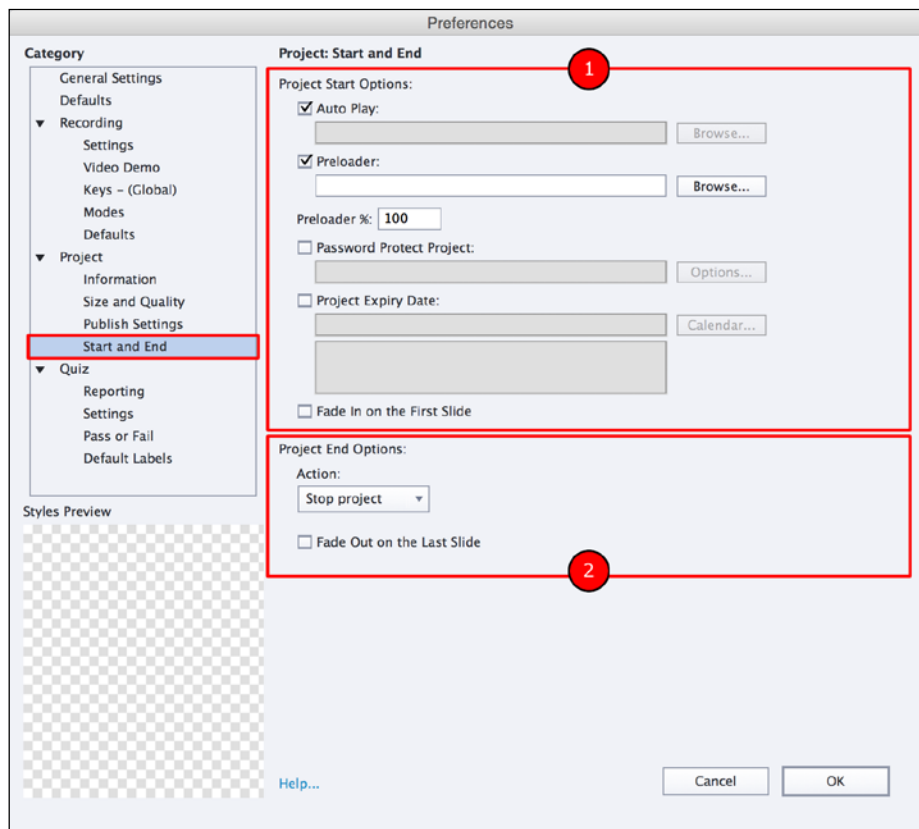 Preferences
Category
General Settings
Defaults
Recording
Settings
Video Demo
Keys – (Global)
Modes
Defaults
Project
Information
Size and Quality
Publish Settings
Start and End
Quiz
Reporting
Settings
Pass or Fail
Default Labels
Styles Preview
Project: Start and End
1
Project Start Options:
Auto Play:
Browse...
Preloader:
Browse...
Preloader %: 100
Password Protect Project:
Options...
Project Expiry Date:
Calendar...
Fade In on the First Slide
Project End Options:
Action:
Stop project
Fade Out on the Last Slide
2
Help...
Cancel
OK